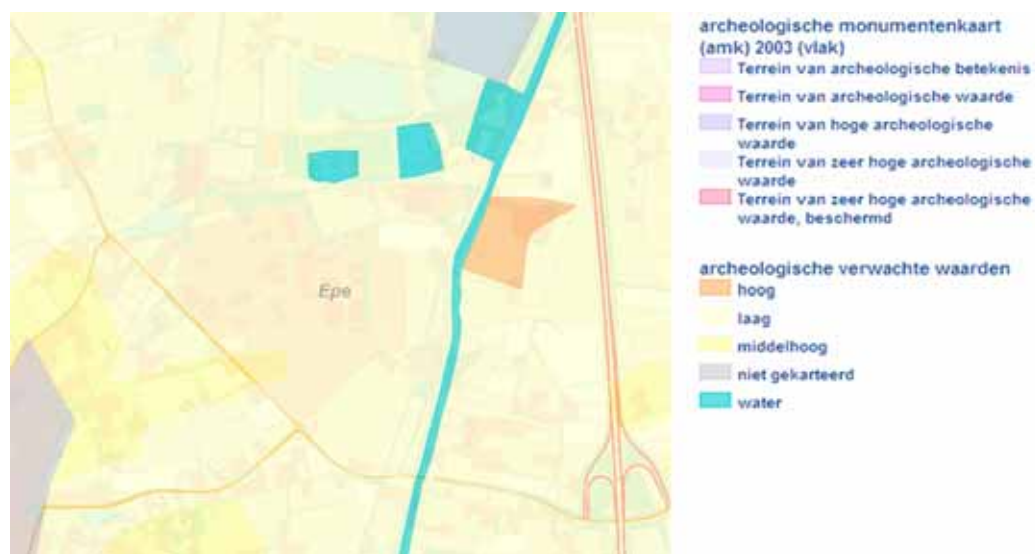 Epe
archeologische monumentenkaart
(amk) 2003 (vlak)
Terrein van archeologische betekenis
Terrein van archeologische waarde
Terrein van hoge archeologische
waarde
Terrein van zeer hoge archeologische
waarde
Terrein van zeer hoge archeologische
waarde, beschermd
archeologische verwachte waarden
hoog
laag
middelhoog
niet gekarteerd
water